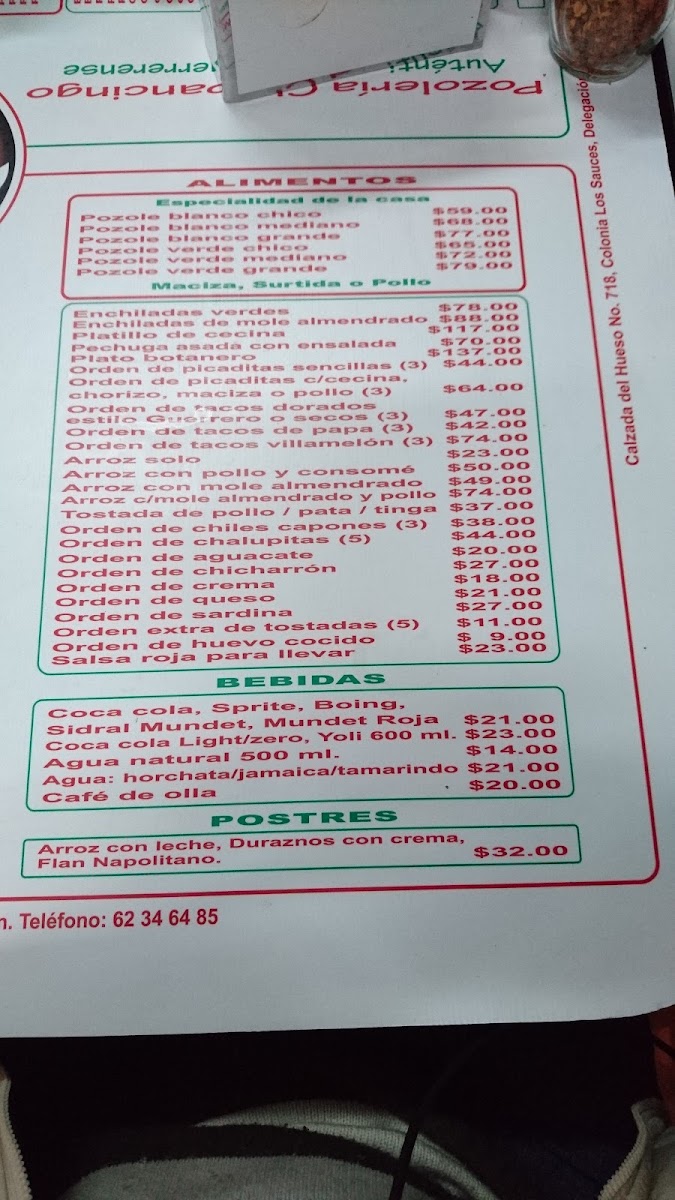 Auténti errerense
Pozolería C pancingo
ALIMENTOS
Especialidad de la casa
Pozole blanco chico $59.00
Pozole blanco mediano $68.00
Pozole blanco grande $77.00
Pozole verde chico $65.00
Pozole verde mediano $72.00
Pozole verde grande $79.00
Maciza, Surtida o Pollo
Enchiladas verdes $78.00
Enchiladas de mole almendrado $88.00
Platillo de cecina $117.00
Pechuga asada con ensalada $70.00
Plato botanero $137.00
Orden de picaditas sencillas (3) $44.00
Orden de picaditas c/cecina,
chorizo, maciza o pollo (3) $64.00
Orden de tacos dorados
estilo Guerrero o secos (3) $47.00
Orden de tacos de papa (3) $42.00
Orden de tacos villamelón (3) $74.00
Arroz solo $23.00
Arroz con pollo y consomé $50.00
Arroz con mole almendrado $49.00
Arroz c/mole almendrado y pollo $74.00
Tostada de pollo / pata / tinga $37.00
Orden de chiles capones (3) $38.00
Orden de chalupitas (5) $44.00
Orden de aguacate $20.00
Orden de chicharrón $27.00
Orden de crema $18.00
Orden de queso $21.00
Orden de sardina $27.00
Orden extra de tostadas (5) $11.00
Orden de huevo cocido $ 9.00
Salsa roja para llevar $23.00
BEBIDAS
Coca cola, Sprite, Boing,
Sidral Mundet, Mundet Roja $21.00
Coca cola Light/zero, Yoli 600 ml. $23.00
Agua natural 500 ml. $14.00
Agua: horchata/jamaica/tamarindo $21.00
Café de olla $20.00
POSTRES
Arroz con leche, Duraznos con crema,
Flan Napolitano. $32.00
n. Teléfono: 62 34 64 85
Calzada del Hueso No. 718, Colonia Los Sauces, Delegación